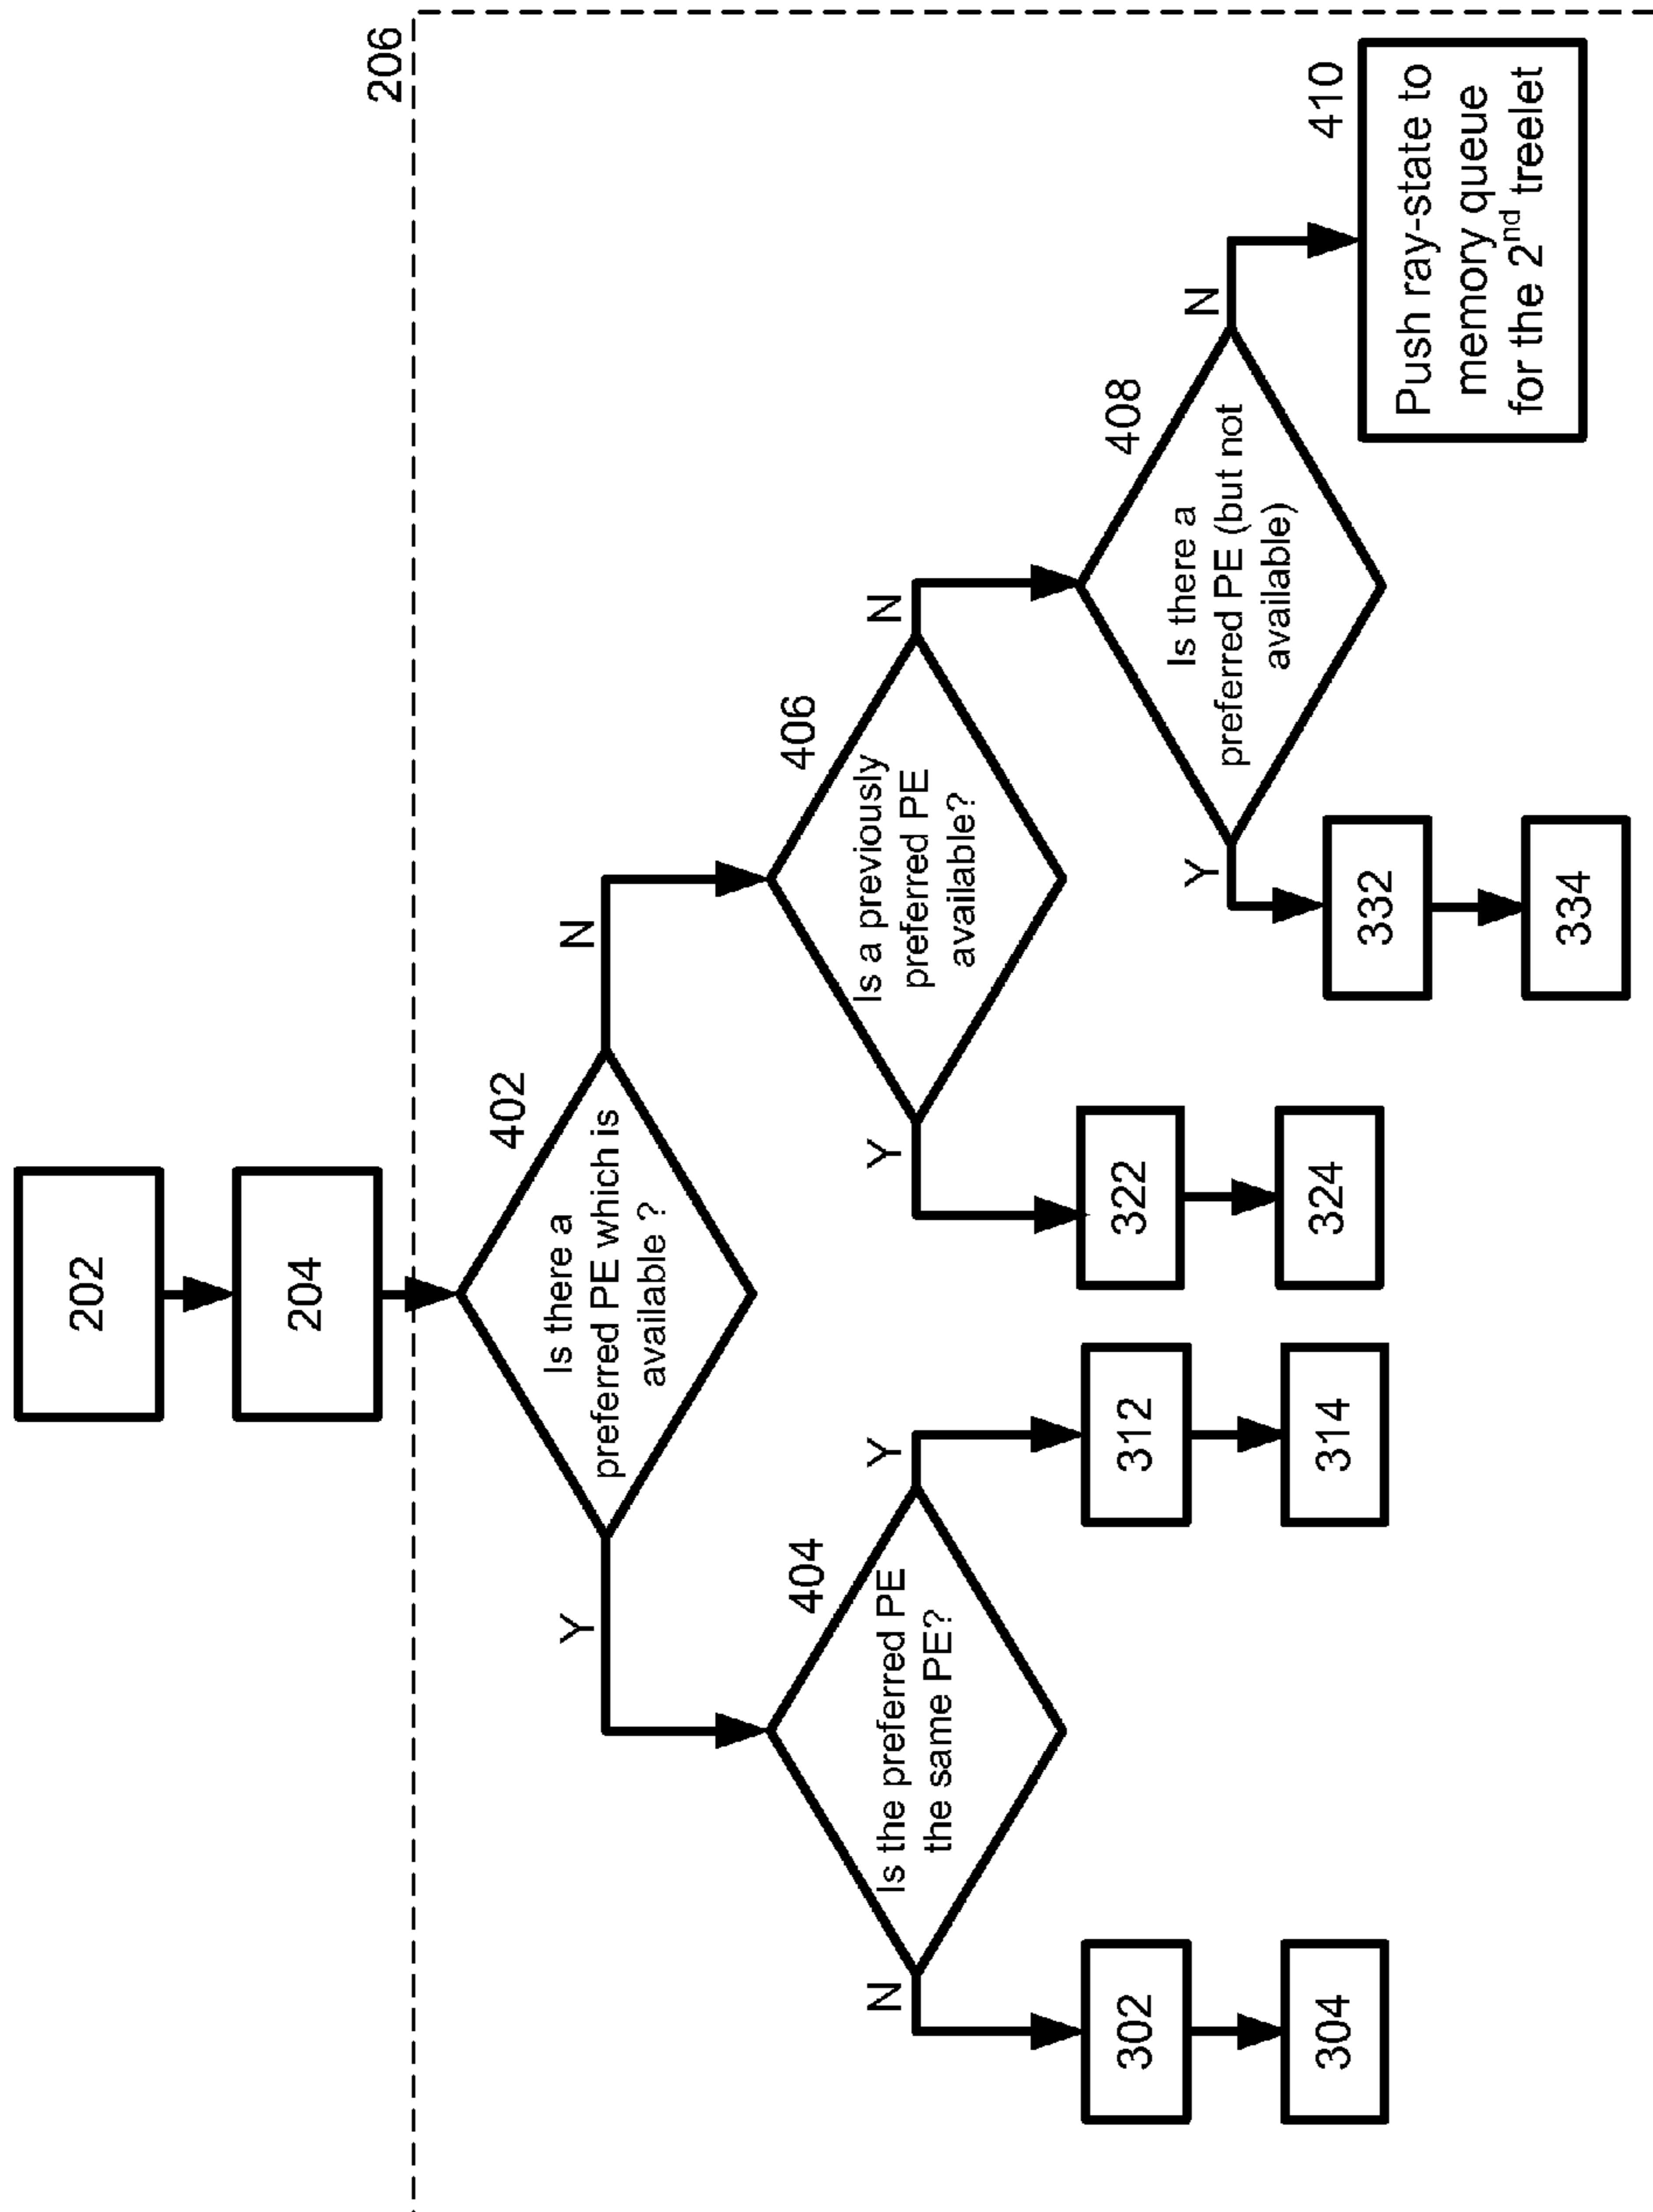 202
204
206
402
Is there a
preferred PE which is
available ?
Y
N
404
Is the preferred PE
the same PE?
N
Y
406
Is a previously
preferred PE
available?
Y
N
302
304
312
314
322
324
408
Is there a
preferred PE (but not
available)
Y
N
332
334
410
Push ray-state to
memory queue
for the 2nd treelet